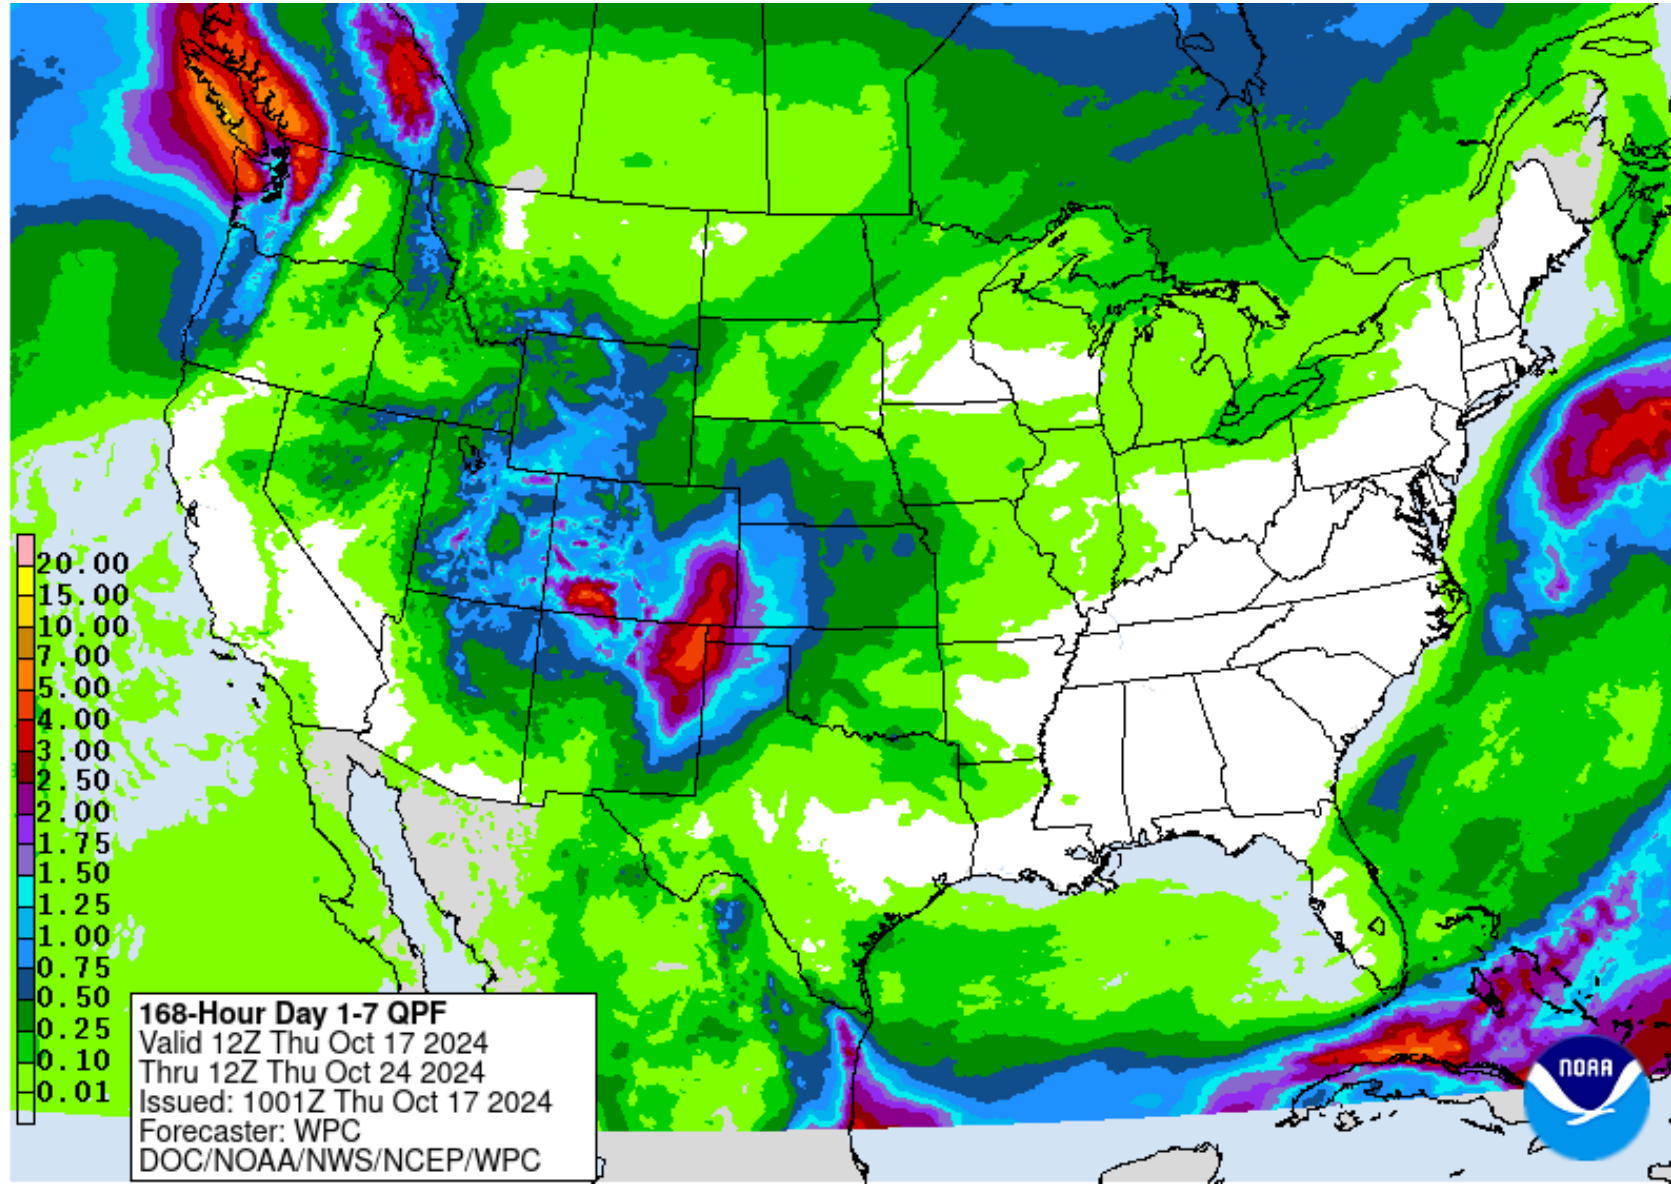 20.00
15.00
10.00
7.00
5.00
4.00
3.00
2.50
2.00
1.75
1.50
1.25
1.00
0.75
0.50
0.25
0.10
0.01
168-Hour Day 1-7 QPF
Valid 12Z Thu Oct 17 2024
Thru 12Z Thu Oct 24 2024
Issued: 1001Z Thu Oct 17 2024
Forecaster: WPC
DOC/NOAA/NWS/NCEP/WPC
NOAA